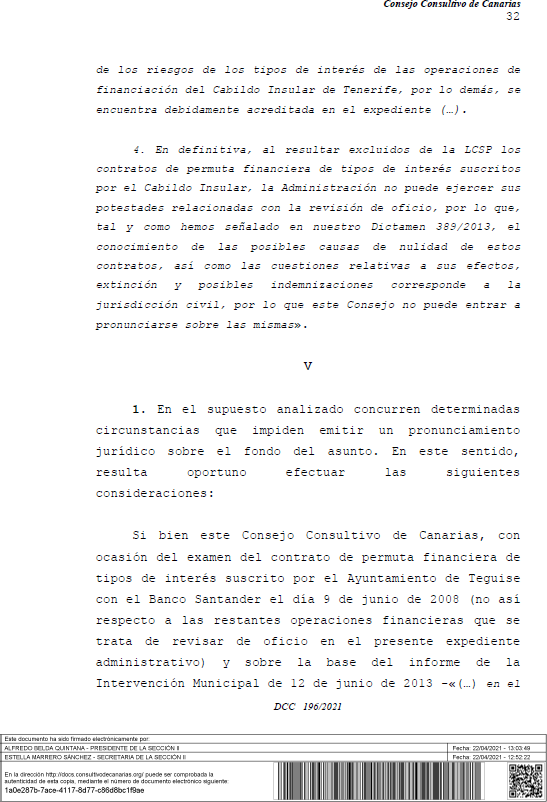 Consejo Consultivo de Canarias
32
de los riesgos de los tipos de interés de las operaciones de
financiación del Cabildo Insular de Tenerife, por lo demás, se
encuentra debidamente acreditada en el expediente (…).
4. En definitiva, al resultar excluidos de la LCSP los
contratos de permuta financiera de tipos de interés suscritos
por el Cabildo Insular, la Administración no puede ejercer sus
potestades relacionadas con la revisión de oficio, por lo que,
tal y como hemos señalado en nuestro Dictamen 389/2013, el
conocimiento de las posibles causas de nulidad de estos
contratos, así como las cuestiones relativas a sus efectos,
extinción y posibles indemnizaciones corresponde a la
jurisdicción civil, por lo que este Consejo no puede entrar a
pronunciarse sobre las mismas».
V
1. En el supuesto analizado concurren determinadas
circunstancias que impiden emitir un pronunciamiento
jurídico sobre el fondo del asunto. En este sentido,
resulta oportuno efectuar las siguientes
consideraciones:
Si bien este Consejo Consultivo de Canarias, con
ocasión del examen del contrato de permuta financiera de
tipos de interés suscrito por el Ayuntamiento de Teguise
con el Banco Santander el día 9 de junio de 2008 (no así
respecto a las restantes operaciones financieras que se
trata de revisar de oficio en el presente expediente
administrativo) y sobre la base del informe de la
Intervención Municipal de 12 de junio de 2013 -«(…) en el
DCC 196/2021
Este documento ha sido firmado electrónicamente por:
ALFREDO BELDA QUINTANA - PRESIDENTE DE LA SECCIÓN II Fecha: 22/04/2021 - 13:03:49
ESTELLA MARRERO SÁNCHEZ - SECRETARIA DE LA SECCIÓN II Fecha: 22/04/2021 - 12:52:22
En la dirección http://docs.consultivodecanarias.org/ puede ser comprobada la
autenticidad de esta copia, mediante el número de documento electrónico siguiente:
1a0e287b-7ace-4117-8d77-c86d8bc1f9ae